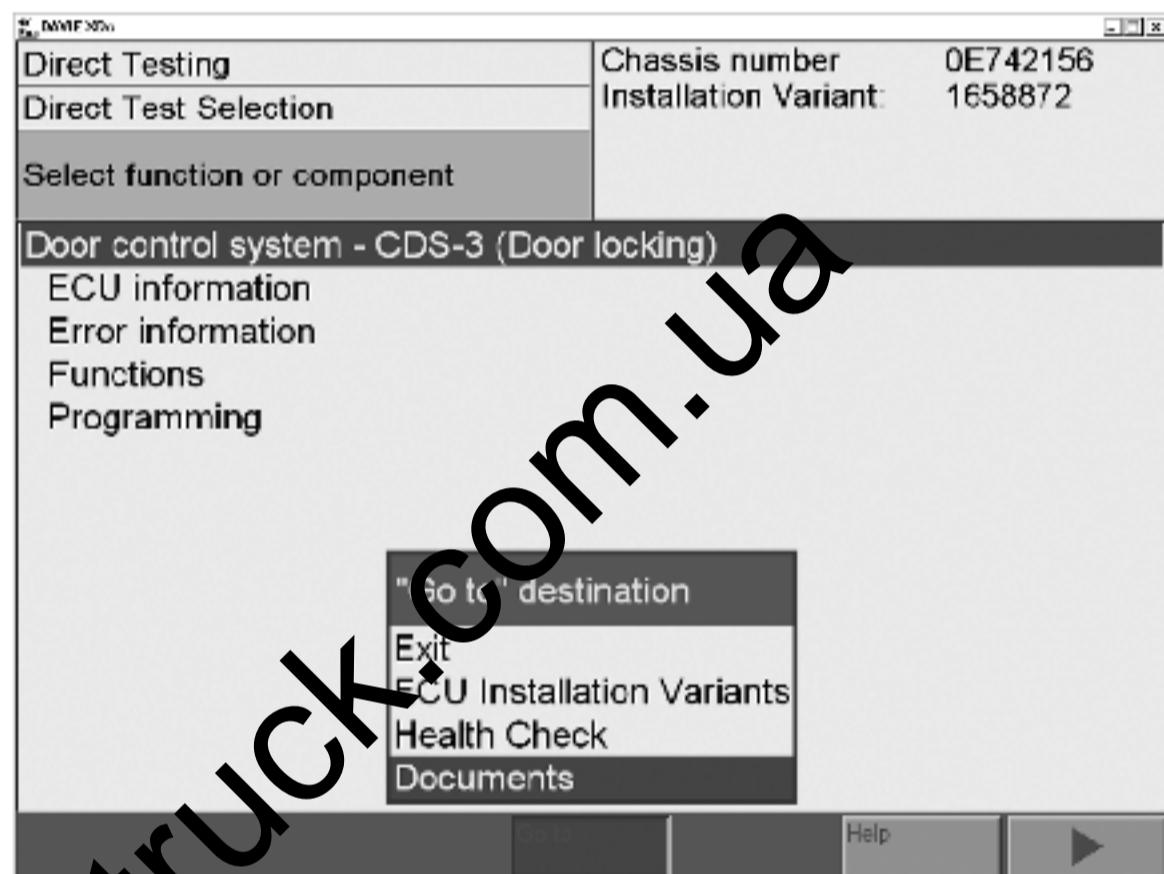 DAVIE XDc
Direct Testing
Direct Test Selection
Select function or component
Chassis number 0E742156
Installation Variant: 1658872
Door control system - CDS-3 (Door locking)
ECU information
Error information
Functions
Programming
"Go to" destination
Exit
ECU Installation Variants
Health Check
Documents
Go to
Help
truck.com.ua